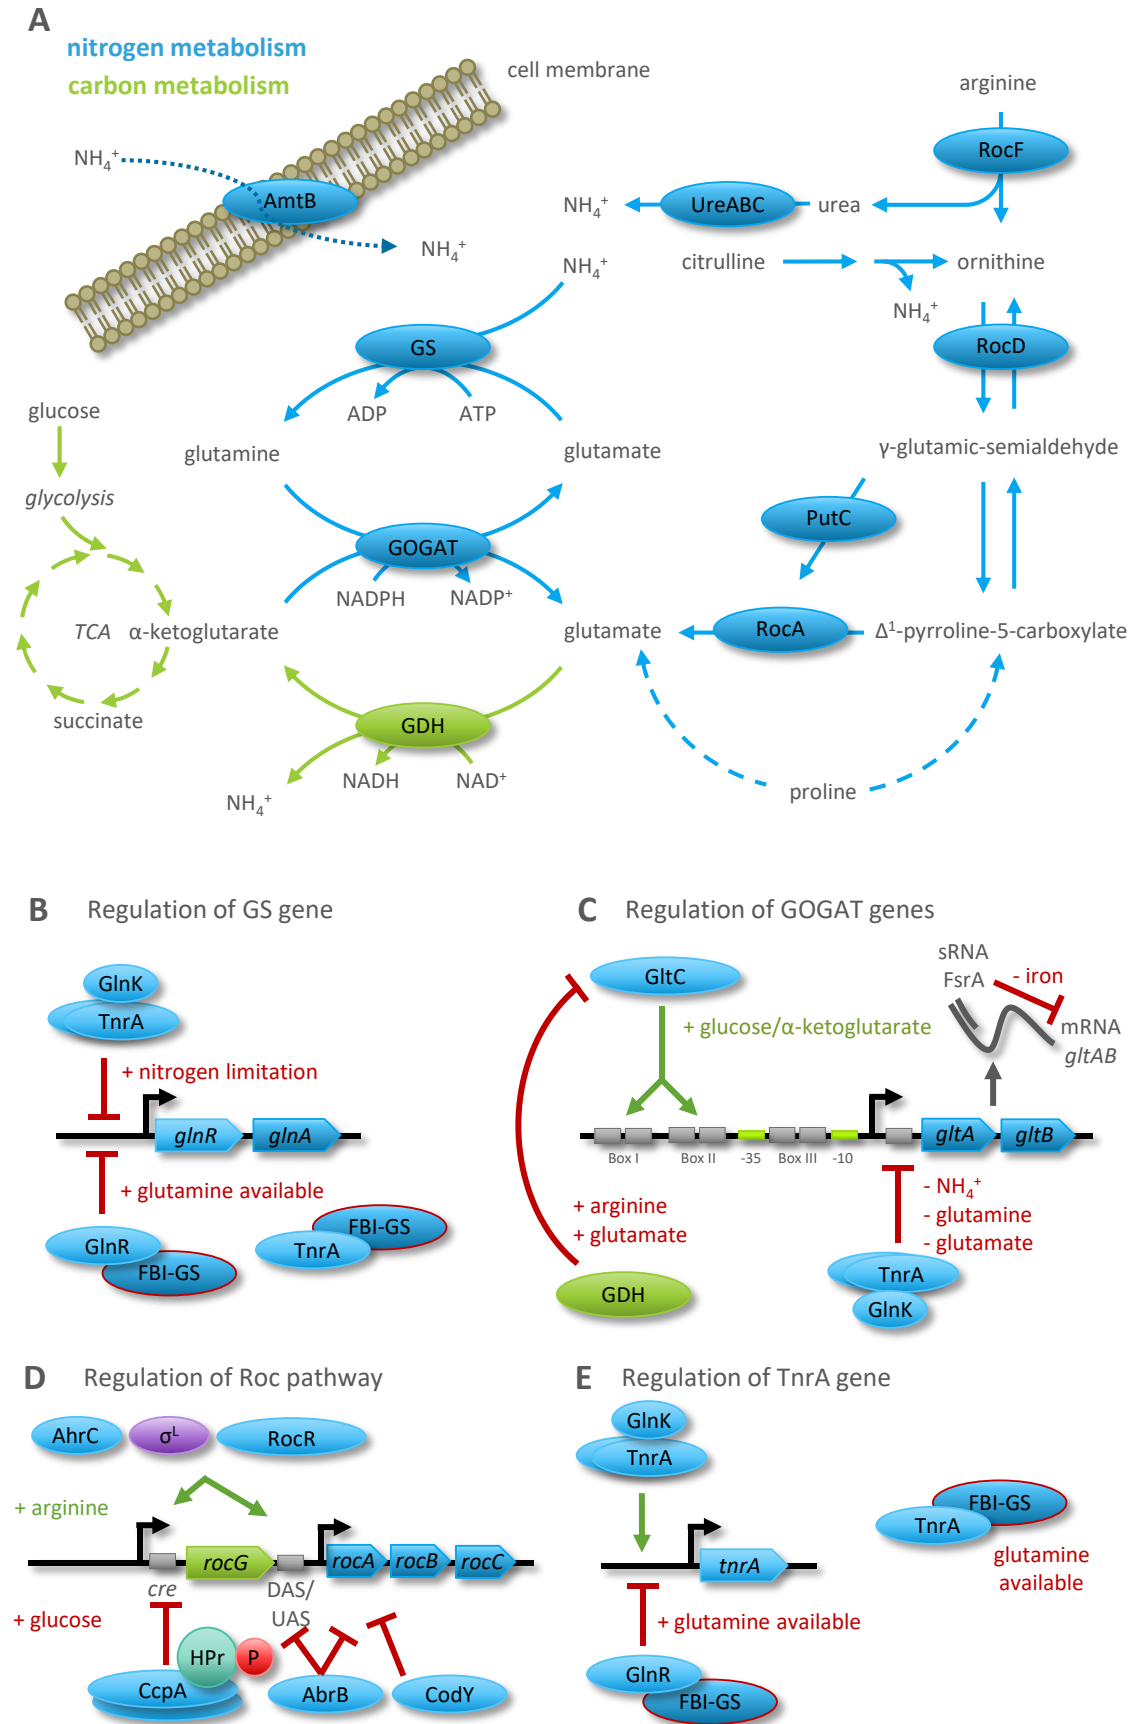 A
nitrogen metabolism
carbon metabolism
cell membrane
arginine
NH₄⁺
RocF
AmtB
NH₄⁺
UreABC
urea
NH₄⁺
NH₄⁺
citrulline
ornithine
NH₄⁺
GS
RocD
ADP
ATP
glucose
glutamine
glutamate
γ-glutamic-semialdehyde
glycolysis
PutC
GOGAT
NADPH
NADP⁺
TCA
α-ketoglutarate
glutamate
RocA
Δ¹-pyrroline-5-carboxylate
succinate
GDH
NADH
NAD⁺
NH₄⁺
proline
B Regulation of GS gene
GlnK
TnrA
+ nitrogen limitation
glnR
glnA
+ glutamine available
GlnR
FBI-GS
TnrA
FBI-GS
C Regulation of GOGAT genes
GltC
sRNA
FsrA
- iron
+ glucose/α-ketoglutarate
mRNA
gltAB
gltA
gltB
Box I
Box II
-35
Box III
-10
+ arginine
+ glutamate
- NH₄⁺
- glutamine
- glutamate
GDH
TnrA
GlnK
D Regulation of Roc pathway
AhrC
σᴸ
RocR
+ arginine
rocG
rocA
rocB
rocC
cre
DAS/
UAS
+ glucose
HPr
P
CcpA
AbrB
CodY
E Regulation of TnrA gene
GlnK
TnrA
FBI-GS
TnrA
glutamine
available
tnrA
+ glutamine available
GlnR
FBI-GS